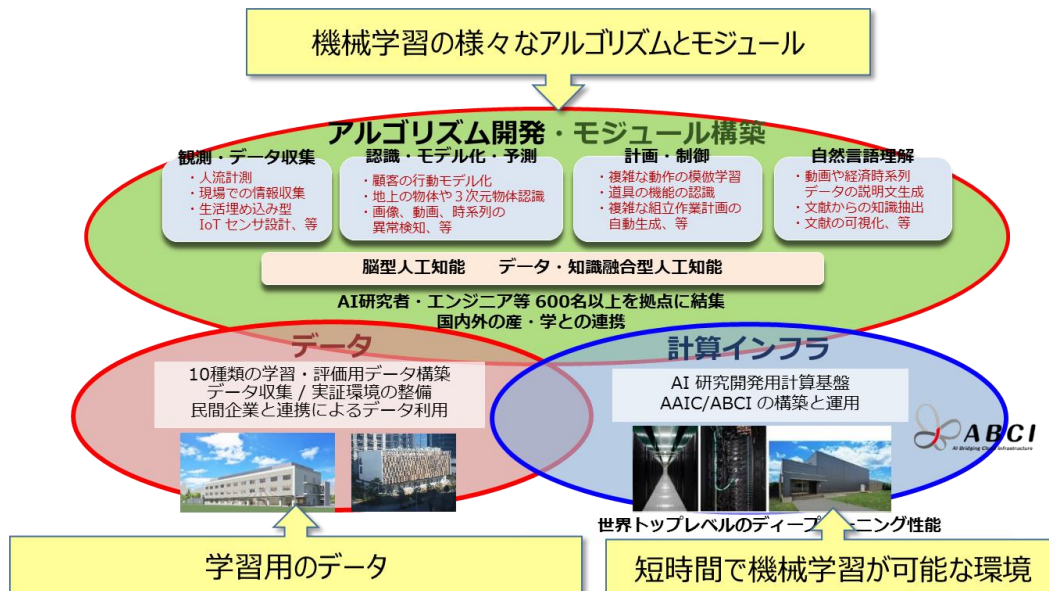 機械学習の様々なアルゴリズムとモジュール
アルゴリズム開発・モジュール構築
観測・データ収集
・人流計測
・現場での情報収集
・生活埋め込み型
IoT センサ設計、等
認識・モデル化・予測
・顧客の行動モデル化
・地上の物体や３次元物体認識
・画像、動画、時系列の
異常検知、等
計画・制御
・複雑な動作の模倣学習
・道具の機能の認識
・複雑な組立作業計画の
自動生成、等
自然言語理解
・動画や経済時系列
データの説明文生成
・文献からの知識抽出
・文献の可視化、等
脳型人工知能　データ・知識融合型人工知能
AI研究者・エンジニア等 600名以上を拠点に結集
国内外の産・学との連携
データ
10種類の学習・評価用データ構築
データ収集 / 実証環境の整備
民間企業と連携によるデータ利用
計算インフラ
AI 研究開発用計算基盤
AAIC/ABCI の構築と運用
ABCI
AI Bridging Cloud Infrastructure
世界トップレベルのディープ ーニング性能
学習用のデータ
短時間で機械学習が可能な環境